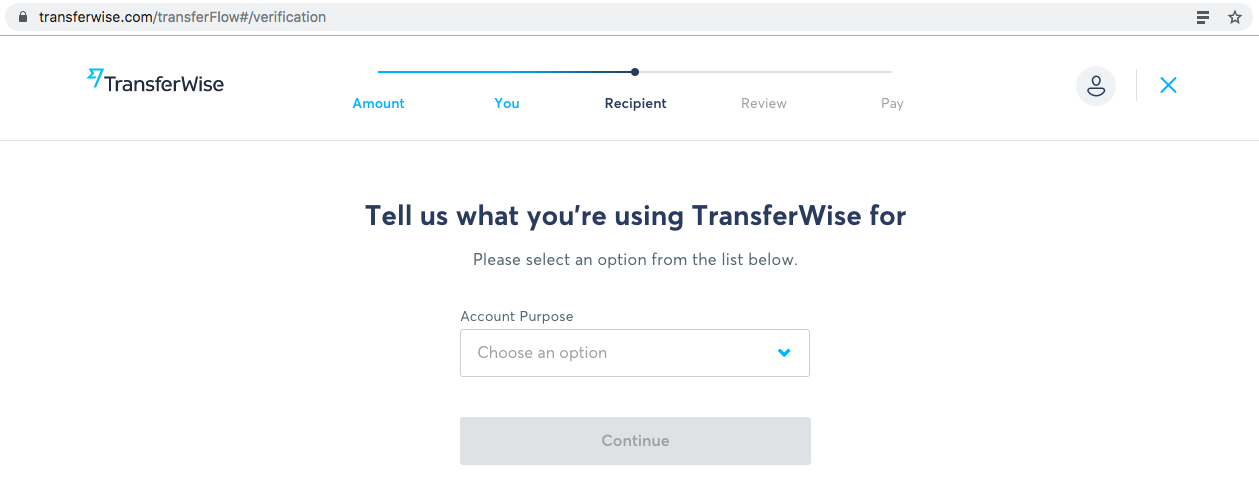 transferwise.com/transferFlow#/verification
TransferWise
Amount You Recipient Review Pay
Tell us what you're using TransferWise for
Please select an option from the list below.
Account Purpose
Choose an option
Continue